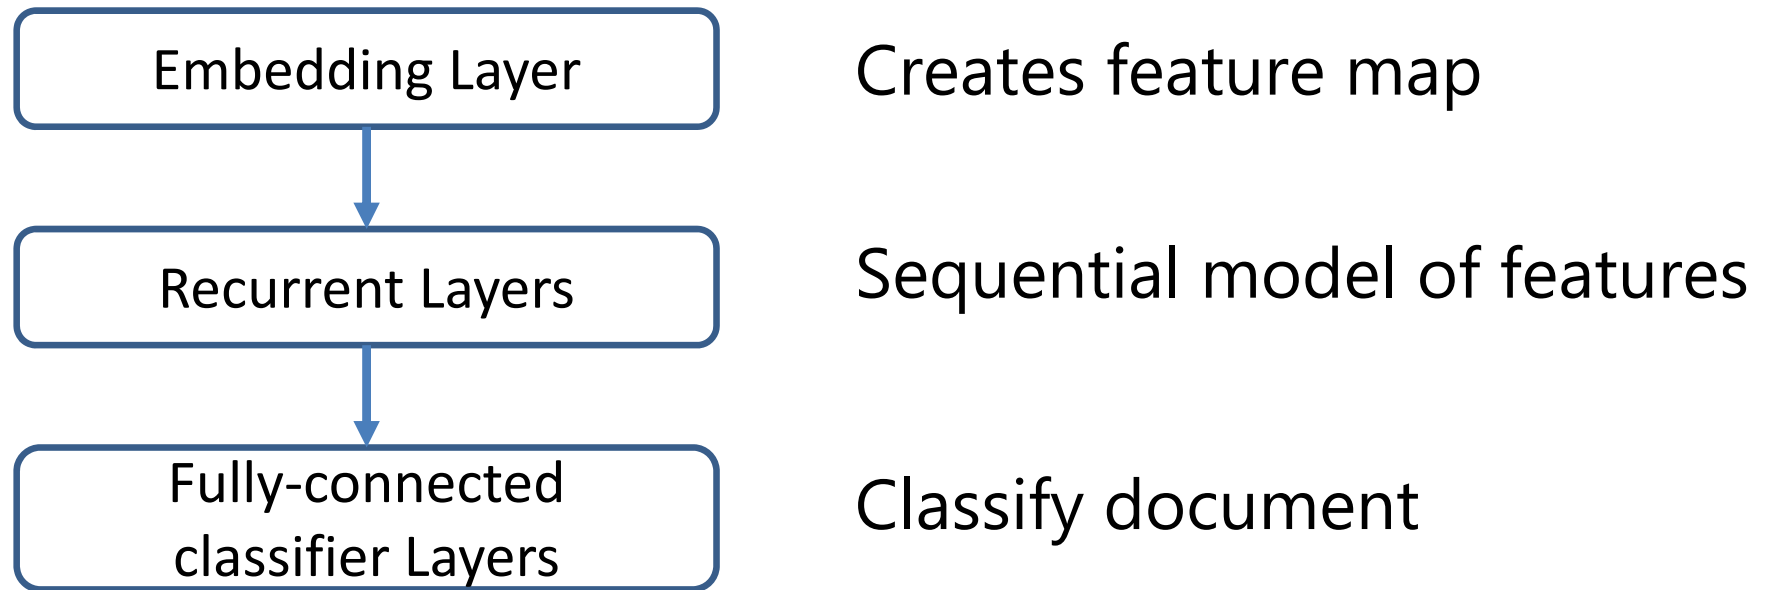 Embedding Layer
Creates feature map
Recurrent Layers
Sequential model of features
Fully-connected
classifier Layers
Classify document